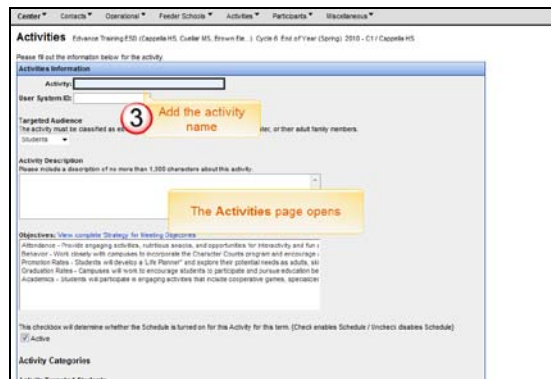 Center Contacts Operational Feeder Schools Activities Participants Miscellaneous
Activities Edvance Training ESD (Cappella HS, Cuellar MS, Brown Ele...) Cycle 6 End of Year (Spring) 2010 - C1 / Cappella HS
Please fill out the information below for the activity.
Activities Information
Activity:
User System ID:
3 Add the activity
name
Targeted Audience
The activity must be classified as eit nter, or their adult family members.
Students
Activity Description
Please include a description of no more than 1,300 characters about this activity.
The Activities page opens
Objectives: View complete Strategy for Meeting Objectives
Attendance - Provide engaging activities, nutritious snacks, and opportunities for interactivity and fun
Behavior - Work closely with campuses to incorporate the Character Counts program and encourage
Promotion Rates - Students will develop a "Life Planner" and explore their potential needs as adults, ski
Graduation Rates - Campuses will work to encourage students to participate and pursue education be
Academics - Students will participate in engaging activities that include cooperative games, specialize
This checkbox will determine whether the Schedule is turned on for this Activity for this term. (Check enables Schedule / Uncheck disables Schedule)
Active
Activity Categories